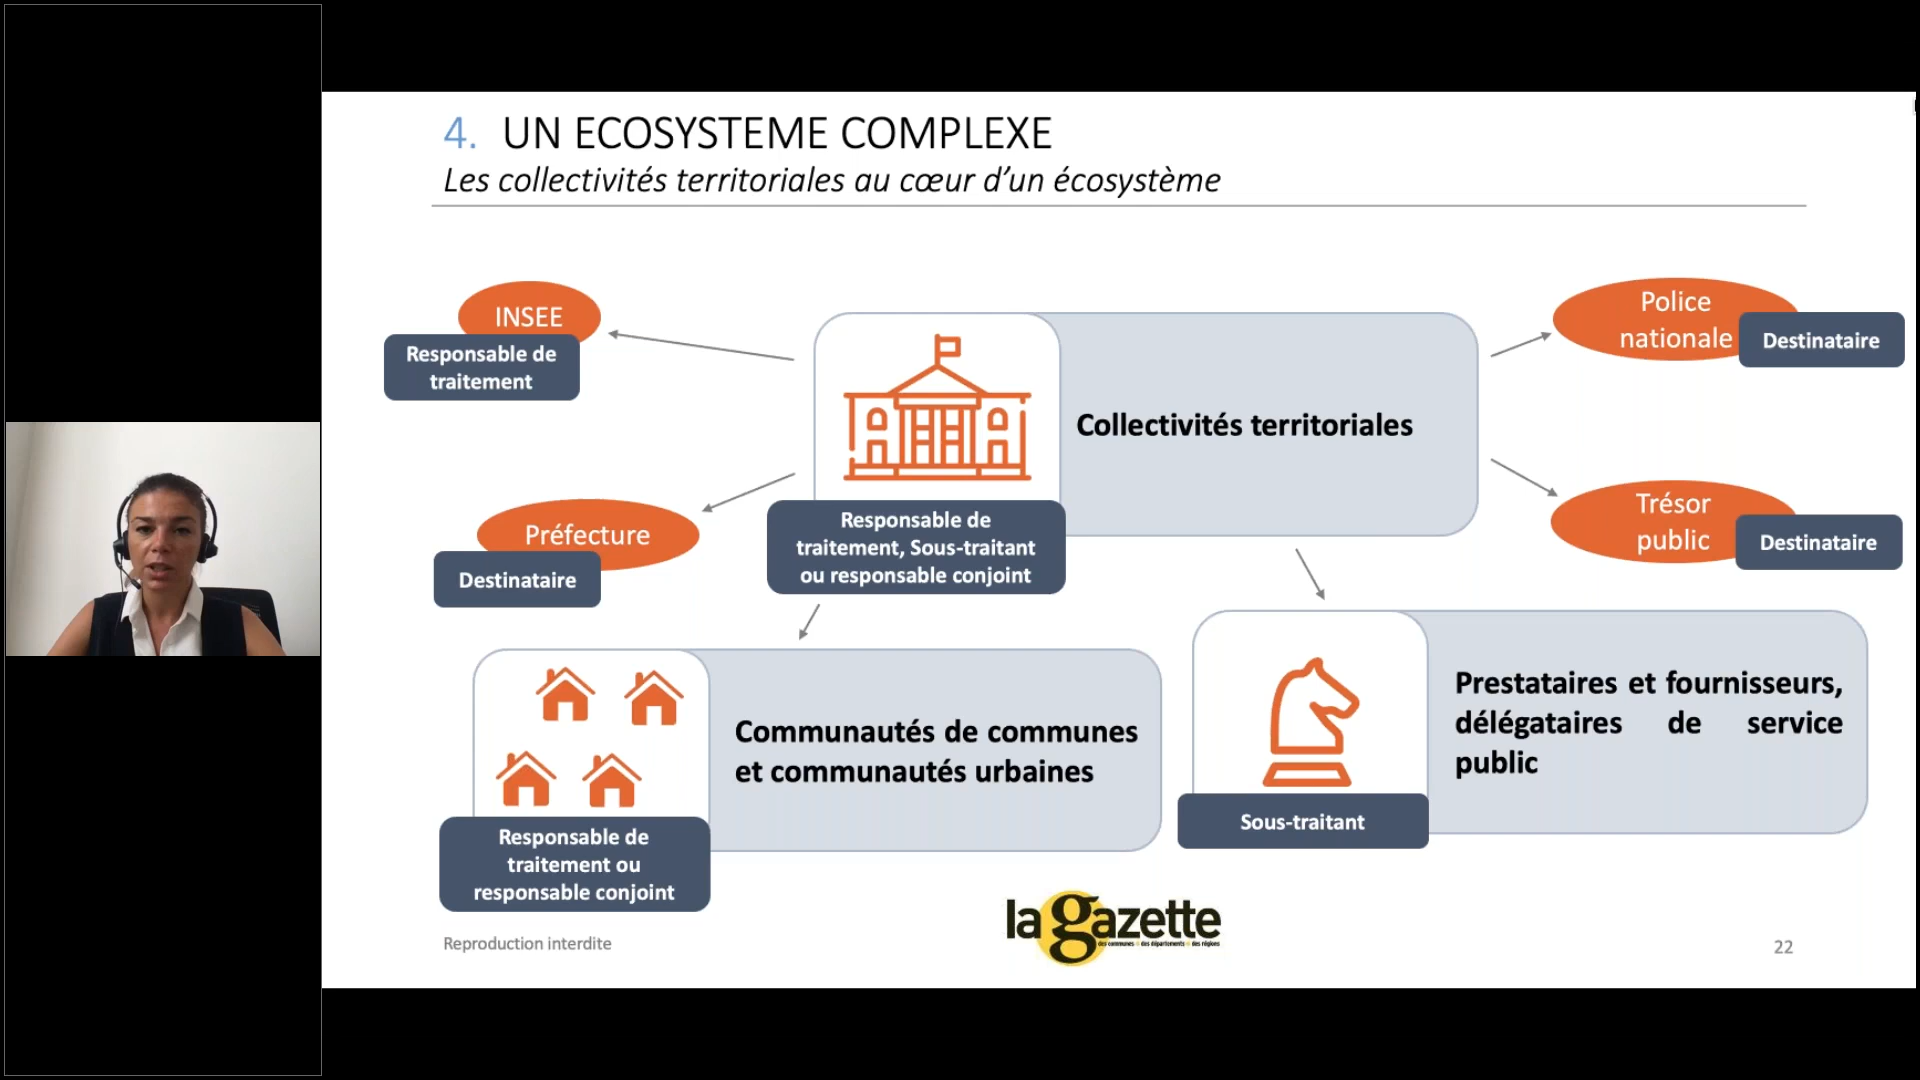 4. UN ECOSYSTEME COMPLEXE
Les collectivités territoriales au cœur d’un écosystème
INSEE
Responsable de
traitement
Police
nationale
Destinataire
Collectivités territoriales
Responsable de
traitement, Sous-traitant
ou responsable conjoint
Préfecture
Destinataire
Trésor
public
Destinataire
Communautés de communes
et communautés urbaines
Responsable de
traitement ou
responsable conjoint
Prestataires et fournisseurs,
délégataires de service
public
Sous-traitant
la gazette
des communes des départements des régions
Reproduction interdite
22